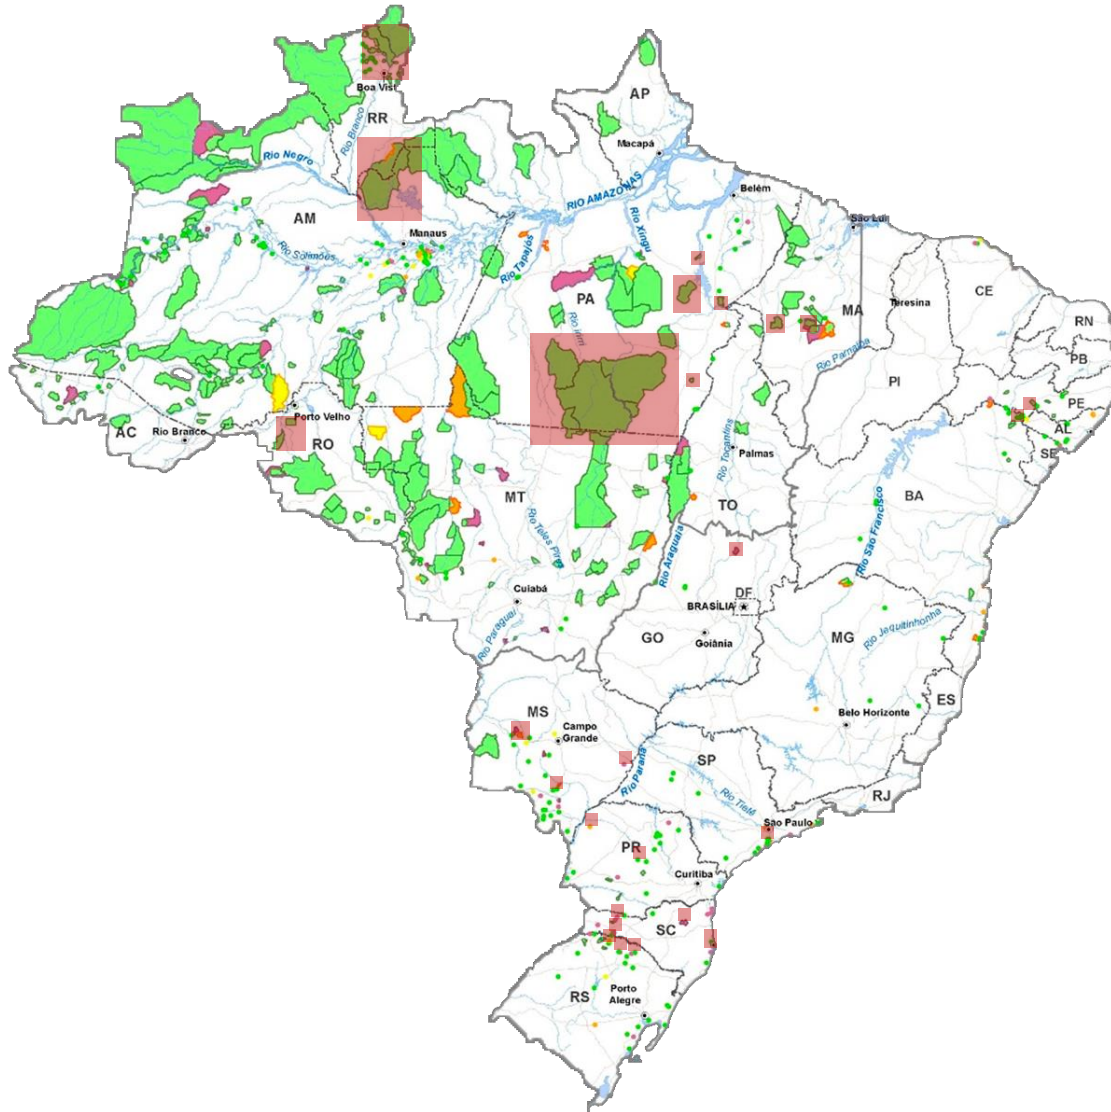 AP
Boa Vist
RR
Rio Branco
Macapá
Rio Negro
Belém
RIO AMAZONAS
AM
Rio Xingu
São Luí
Manaus
Rio Solimões
Rio Tapajós
PA
MA
Teresina
CE
Rio Iriri
RN
Rio Parnaíba
PB
PI
PE
Porto Velho
AC
Rio Branco
RO
AL
Rio Tocantins
Palmas
SE
MT
BA
TO
Rio Teles Pires
Rio São Francisco
Rio Araguaia
Cuiabá
DF
BRASÍLIA
Rio Paraguai
GO
Goiânia
MG
Rio Jequitinhonha
ES
MS
Campo
Grande
Belo Horizonte
SP
Rio Paraná
Rio Tietê
RJ
São Paulo
PR
Curitiba
SC
RS
Porto
Alegre